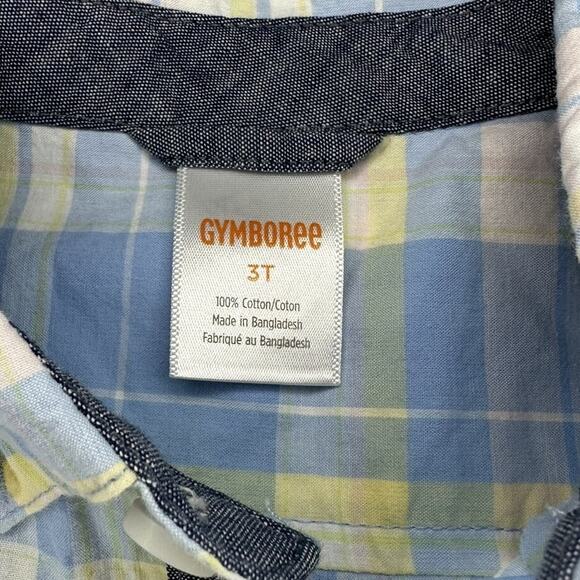 GYMBOREE
3T
100% Cotton/Coton
Made in Bangladesh
Fabriqué au Bangladesh